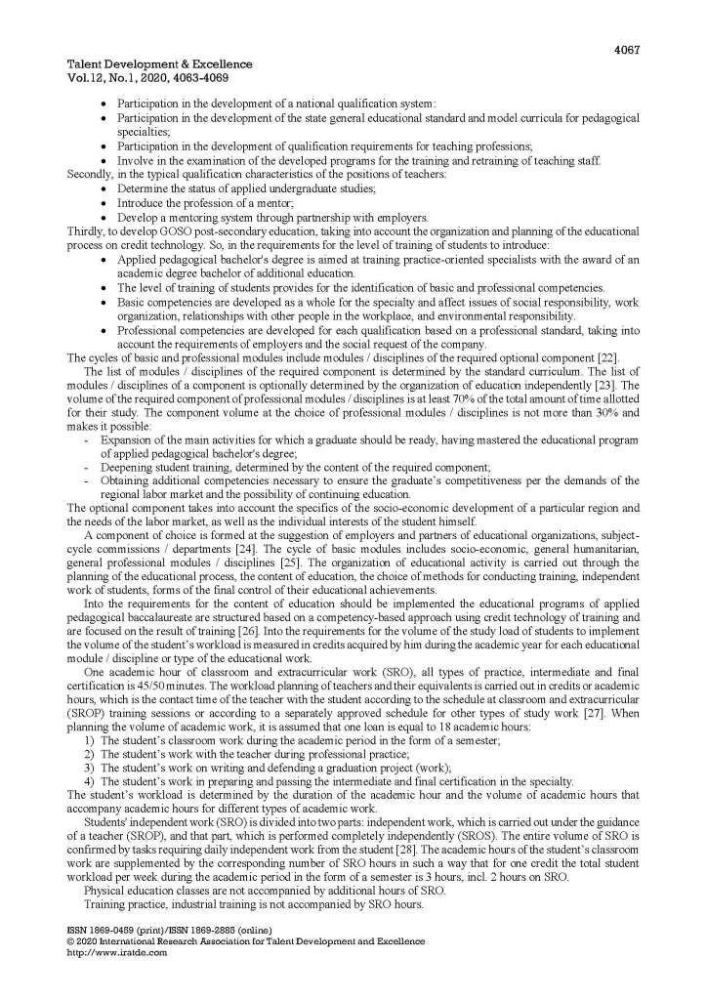 4067
Talent Development & Excellence
Vol.12, No.1, 2020, 4063-4069
• Participation in the development of a national qualification system:
• Participation in the development of the state general educational standard and model curricula for pedagogical
specialties;
• Participation in the development of qualification requirements for teaching professions;
• Involve in the examination of the developed programs for the training and retraining of teaching staff.
Secondly, in the typical qualification characteristics of the positions of teachers:
• Determine the status of applied undergraduate studies;
• Introduce the profession of a mentor;
• Develop a mentoring system through partnership with employers.
Thirdly, to develop GOSO post-secondary education, taking into account the organization and planning of the educational
process on credit technology. So, in the requirements for the level of training of students to introduce:
• Applied pedagogical bachelor's degree is aimed at training practice-oriented specialists with the award of an
academic degree bachelor of additional education.
• The level of training of students provides for the identification of basic and professional competencies.
• Basic competencies are developed as a whole for the specialty and affect issues of social responsibility, work
organization, relationships with other people in the workplace, and environmental responsibility.
• Professional competencies are developed for each qualification based on a professional standard, taking into
account the requirements of employers and the social request of the company.
The cycles of basic and professional modules include modules / disciplines of the required optional component [22].
The list of modules / disciplines of the required component is determined by the standard curriculum. The list of
modules / disciplines of a component is optionally determined by the organization of education independently [23]. The
volume of the required component of professional modules / disciplines is at least 70% of the total amount of time allotted
for their study. The component volume at the choice of professional modules / disciplines is not more than 30% and
makes it possible:
- Expansion of the main activities for which a graduate should be ready, having mastered the educational program
of applied pedagogical bachelor's degree;
- Deepening student training, determined by the content of the required component;
- Obtaining additional competencies necessary to ensure the graduate's competitiveness per the demands of the
regional labor market and the possibility of continuing education.
The optional component takes into account the specifics of the socio-economic development of a particular region and
the needs of the labor market, as well as the individual interests of the student himself.
A component of choice is formed at the suggestion of employers and partners of educational organizations, subject-
cycle commissions / departments [24]. The cycle of basic modules includes socio-economic, general humanitarian,
general professional modules / disciplines [25]. The organization of educational activity is carried out through the
planning of the educational process, the content of education, the choice of methods for conducting training, independent
work of students, forms of the final control of their educational achievements.
Into the requirements for the content of education should be implemented the educational programs of applied
pedagogical baccalaureate are structured based on a competency-based approach using credit technology of training and
are focused on the result of training [26]. Into the requirements for the volume of the study load of students to implement
the volume of the student's workload is measured in credits acquired by him during the academic year for each educational
module / discipline or type of the educational work.
One academic hour of classroom and extracurricular work (SRO), all types of practice, intermediate and final
certification is 45/50 minutes. The workload planning of teachers and their equivalents is carried out in credits or academic
hours, which is the contact time of the teacher with the student according to the schedule at classroom and extracurricular
(SROP) training sessions or according to a separately approved schedule for other types of study work [27]. When
planning the volume of academic work, it is assumed that one loan is equal to 18 academic hours:
1) The student's classroom work during the academic period in the form of a semester;
2) The student's work with the teacher during professional practice;
3) The student's work on writing and defending a graduation project (work);
4) The student's work in preparing and passing the intermediate and final certification in the specialty.
The student's workload is determined by the duration of the academic hour and the volume of academic hours that
accompany academic hours for different types of academic work.
Students' independent work (SRO) is divided into two parts: independent work, which is carried out under the guidance
of a teacher (SROP), and that part, which is performed completely independently (SROS). The entire volume of SRO is
confirmed by tasks requiring daily independent work from the student [28]. The academic hours of the student's classroom
work are supplemented by the corresponding number of SRO hours in such a way that for one credit the total student
workload per week during the academic period in the form of a semester is 3 hours, incl. 2 hours on SRO.
Physical education classes are not accompanied by additional hours of SRO.
Training practice, industrial training is not accompanied by SRO hours.
ISSN 1869-0459 (print)/ISSN 1869-2885 (online)
© 2020 International Research Association for Talent Development and Excellence
http://www.iratde.com